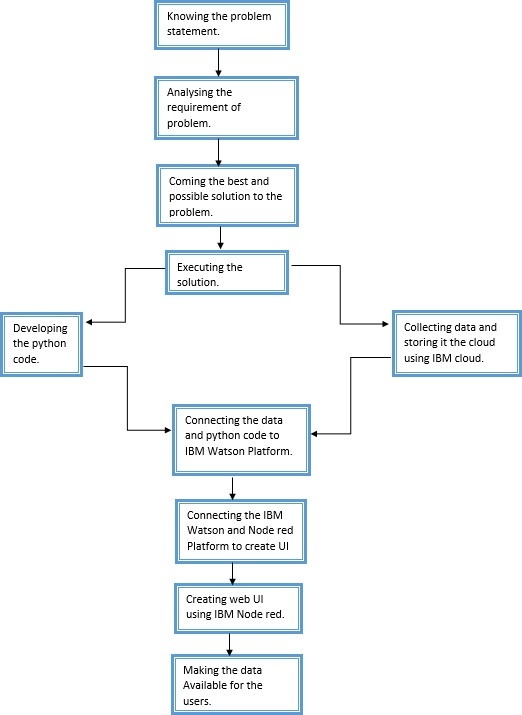 Knowing the problem
statement.
Analysing the
requirement of
problem.
Coming the best and
possible solution to the
problem.
Executing the
solution.
Developing
the python
code.
Collecting data and
storing it the cloud
using IBM cloud.
Connecting the data
and python code to
IBM Watson Platform.
Connecting the IBM
Watson and Node red
Platform to create UI
Creating web UI
using IBM Node red.
Making the data
Available for the
users.